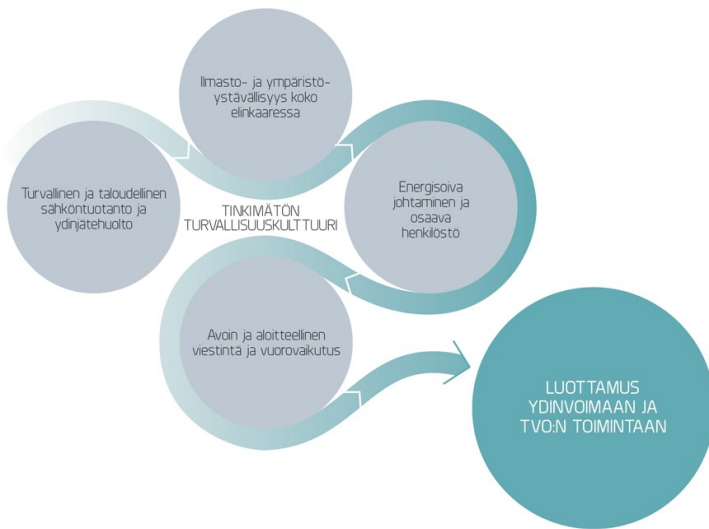 Ilmasto- ja ympäristö-
ystävällisyys koko
elinkaaressa
Turvallinen ja taloudellinen
sähköntuotanto ja
ydinjätehuolto
TINKIMÄTÖN
TURVALLISUUSKULTTUURI
Energisoiva
johtaminen ja
osaava
henkilöstö
Avoin ja aloitteellinen
viestintä ja vuorovaikutus
LUOTTAMUS
YDINVOIMAAN JA
TVO:N TOIMINTAAN